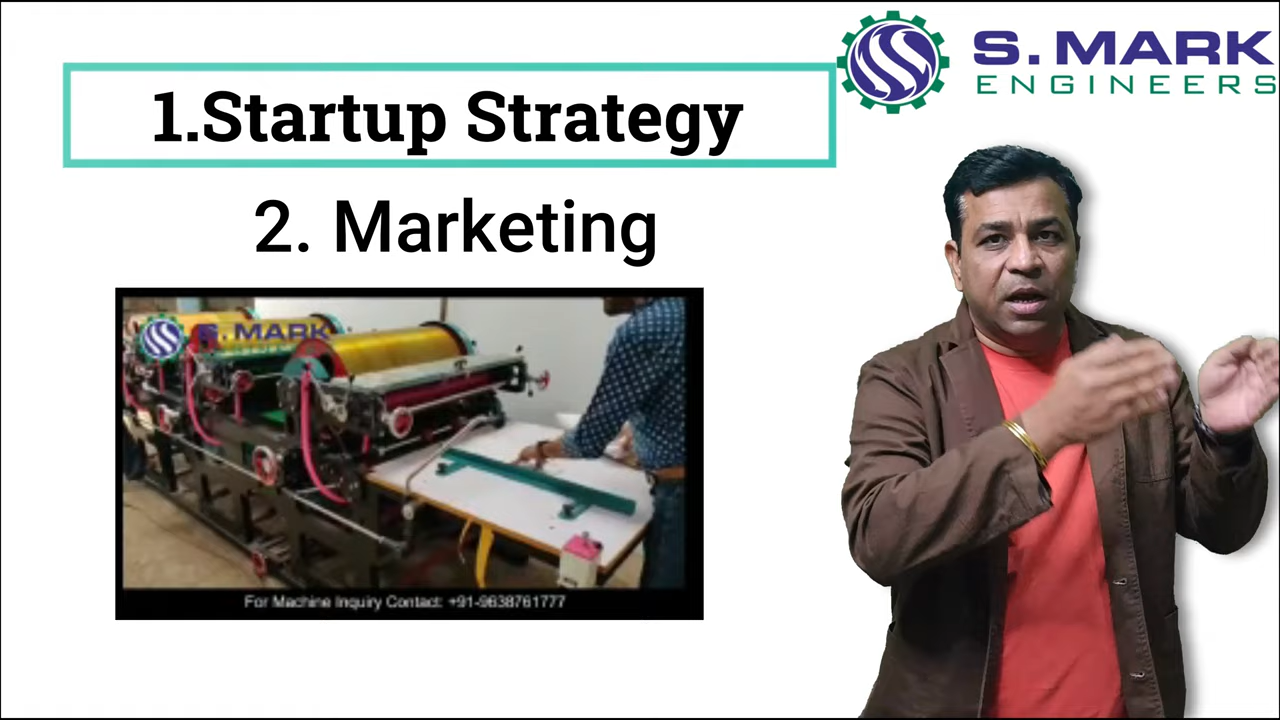 S. MARK
ENGINEERS
1.Startup Strategy
2. Marketing
S. MARK
For Machine Inquiry Contact: +91-9638761777